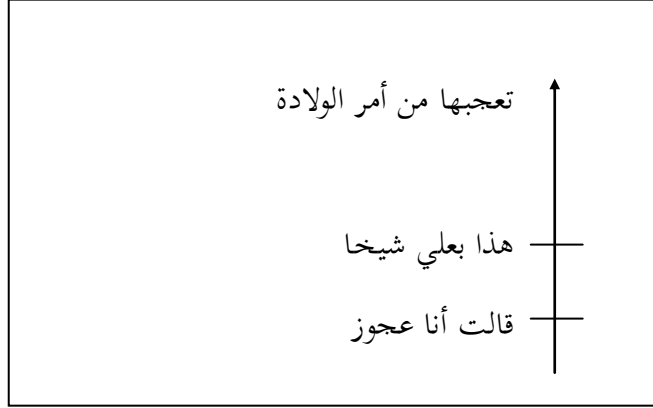 تعجبها من أمر الولادة
هذا بعلي شيخا
قالت أنا عجوز